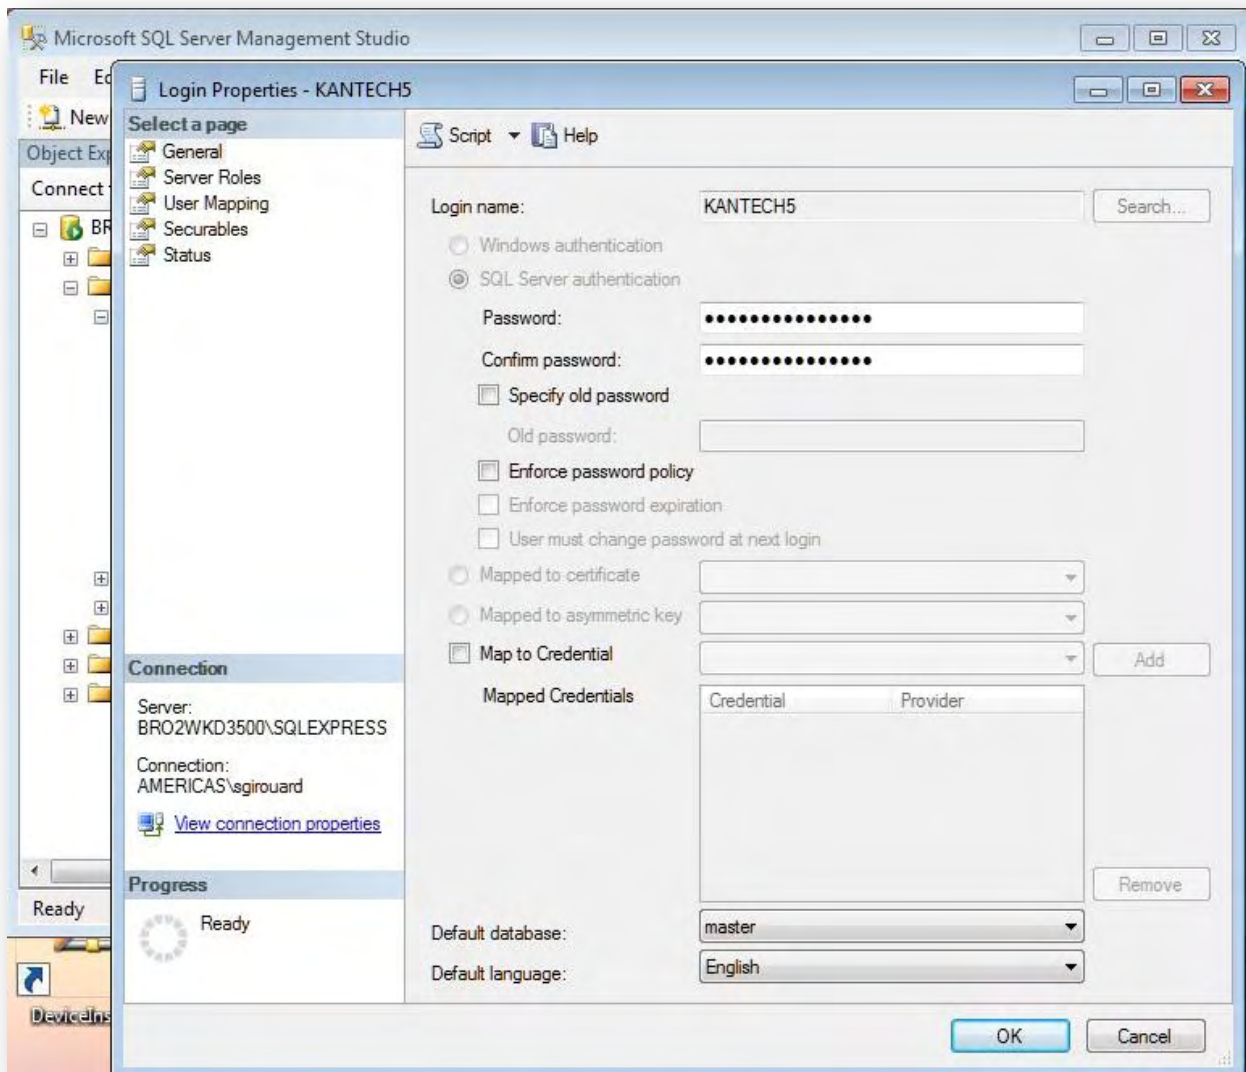 Microsoft SQL Server Management Studio
File
Login Properties - KANTECH5
New
Object Exp
Connect
BR
Select a page
General
Server Roles
User Mapping
Securables
Status
Script
Help
Login name:
KANTECH5
Search...
Windows authentication
SQL Server authentication
Password:
●●●●●●●●●●●●●●●
Confirm password:
●●●●●●●●●●●●●●●
Specify old password
Old password:
Enforce password policy
Enforce password expiration
User must change password at next login
Mapped to certificate
Mapped to asymmetric key
Map to Credential
Add
Mapped Credentials
Credential
Provider
Remove
Default database:
master
Default language:
English
Connection
Server:
BRO2WKD3500\SQLEXPRESS
Connection:
AMERICAS\sgirouard
View connection properties
Progress
Ready
Ready
DeviceIns
OK
Cancel